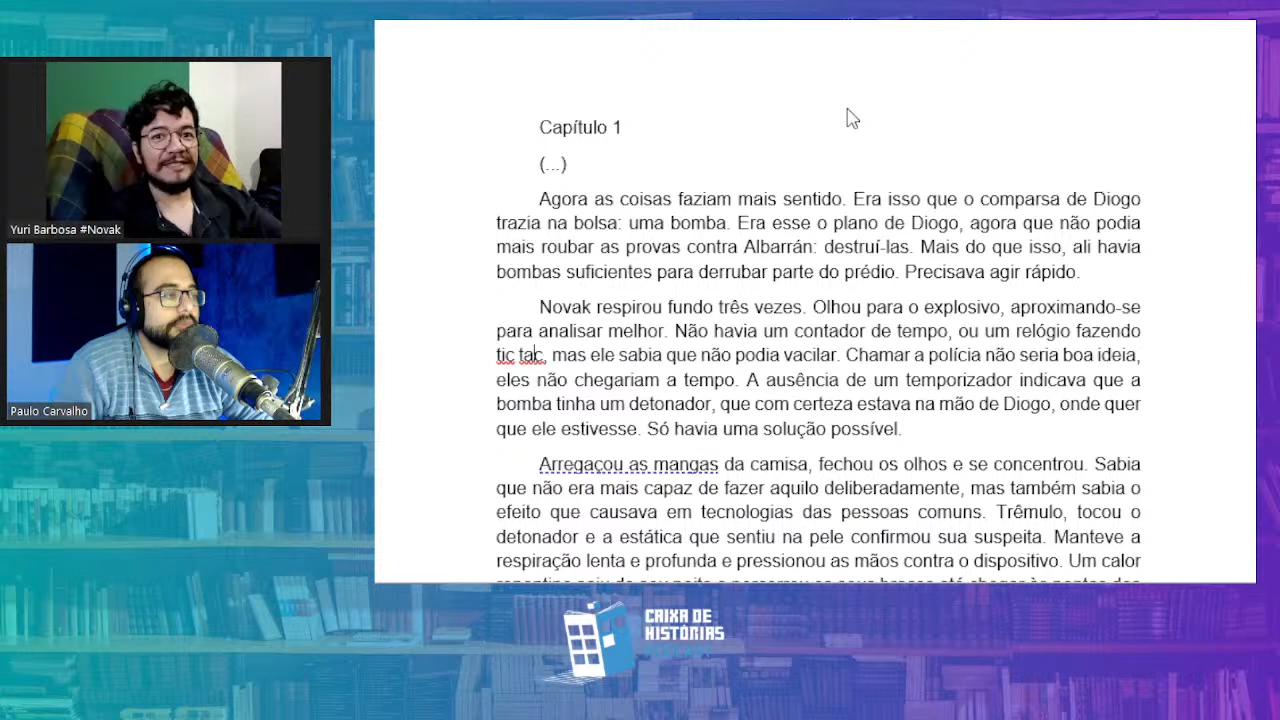 Yuri Barbosa #Novak
Paulo Carvalho
Capítulo 1
(...)
Agora as coisas faziam mais sentido. Era isso que o comparsa de Diogo
trazia na bolsa: uma bomba. Era esse o plano de Diogo, agora que não podia
mais roubar as provas contra Albarrán: destruí-las. Mais do que isso, ali havia
bombas suficientes para derrubar parte do prédio. Precisava agir rápido.
Novak respirou fundo três vezes. Olhou para o explosivo, aproximando-se
para analisar melhor. Não havia um contador de tempo, ou um relógio fazendo
tic tac, mas ele sabia que não podia vacilar. Chamar a polícia não seria boa ideia,
eles não chegariam a tempo. A ausência de um temporizador indicava que a
bomba tinha um detonador, que com certeza estava na mão de Diogo, onde quer
que ele estivesse. Só havia uma solução possível.
Arregaçou as mangas da camisa, fechou os olhos e se concentrou. Sabia
que não era mais capaz de fazer aquilo deliberadamente, mas também sabia o
efeito que causava em tecnologias das pessoas comuns. Trêmulo, tocou o
detonador e a estática que sentiu na pele confirmou sua suspeita. Manteve a
respiração lenta e profunda e pressionou as mãos contra o dispositivo. Um calor
CAIXA DE
HISTÓRIAS